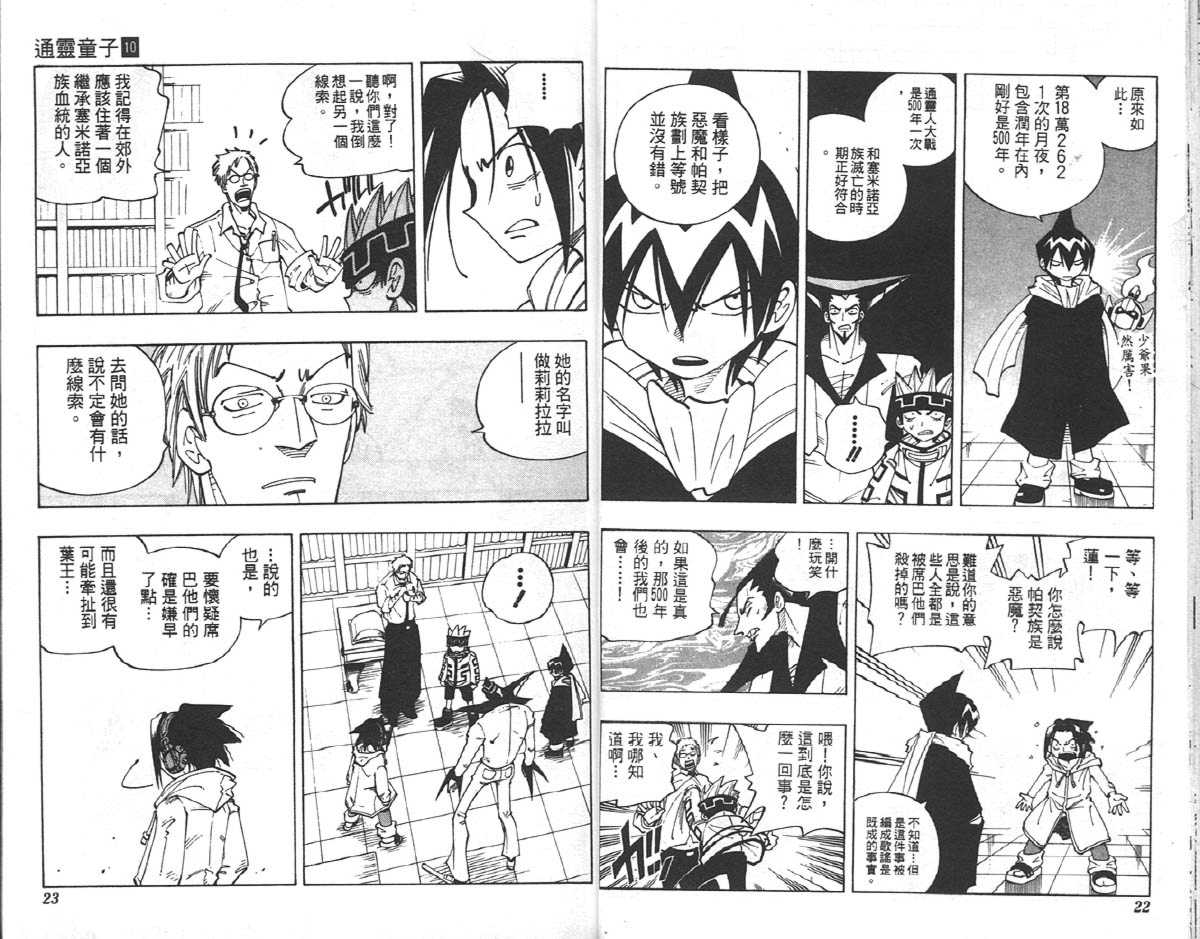 通靈童子 10
原來如
此…
第18萬262
1次的月夜，
包含潤年在內
剛好是500年。
少爺果
然厲害！
通靈人大戰
是500年一次
，
和塞米諾亞
族滅亡的時
期正好符合
…!!
看樣子，把
惡魔和帕契
族劃上等號
並沒有錯。
等、等
一下，
蓮！
你怎麼說
帕契族是
惡魔？
難道你的意
思是說，這
些人全都是
被席巴他們
殺掉的嗎？
不知道…但
是這件事被
編成歌謠是
既成的事實。
…開什
麼玩笑
！
如果這是真
的，那500年
後的我們也
會……！
喂！你說，
這到底是怎
麼一回事？
我、
我哪知
道啊…
22
……
啊，對了！
聽你們這麼
一說，我倒
想起另一個
線索。
我記得在郊外
應該住著一個
繼承塞米諾亞
族血統的人。
她的名字叫
做莉莉拉拉
——
去問她的話，
說不定會有什
麼線索。
…!
…說的
也是，
要懷疑席
巴他們的
確是嫌早
了點…
而且還很有
可能牽扯到
葉王…
23